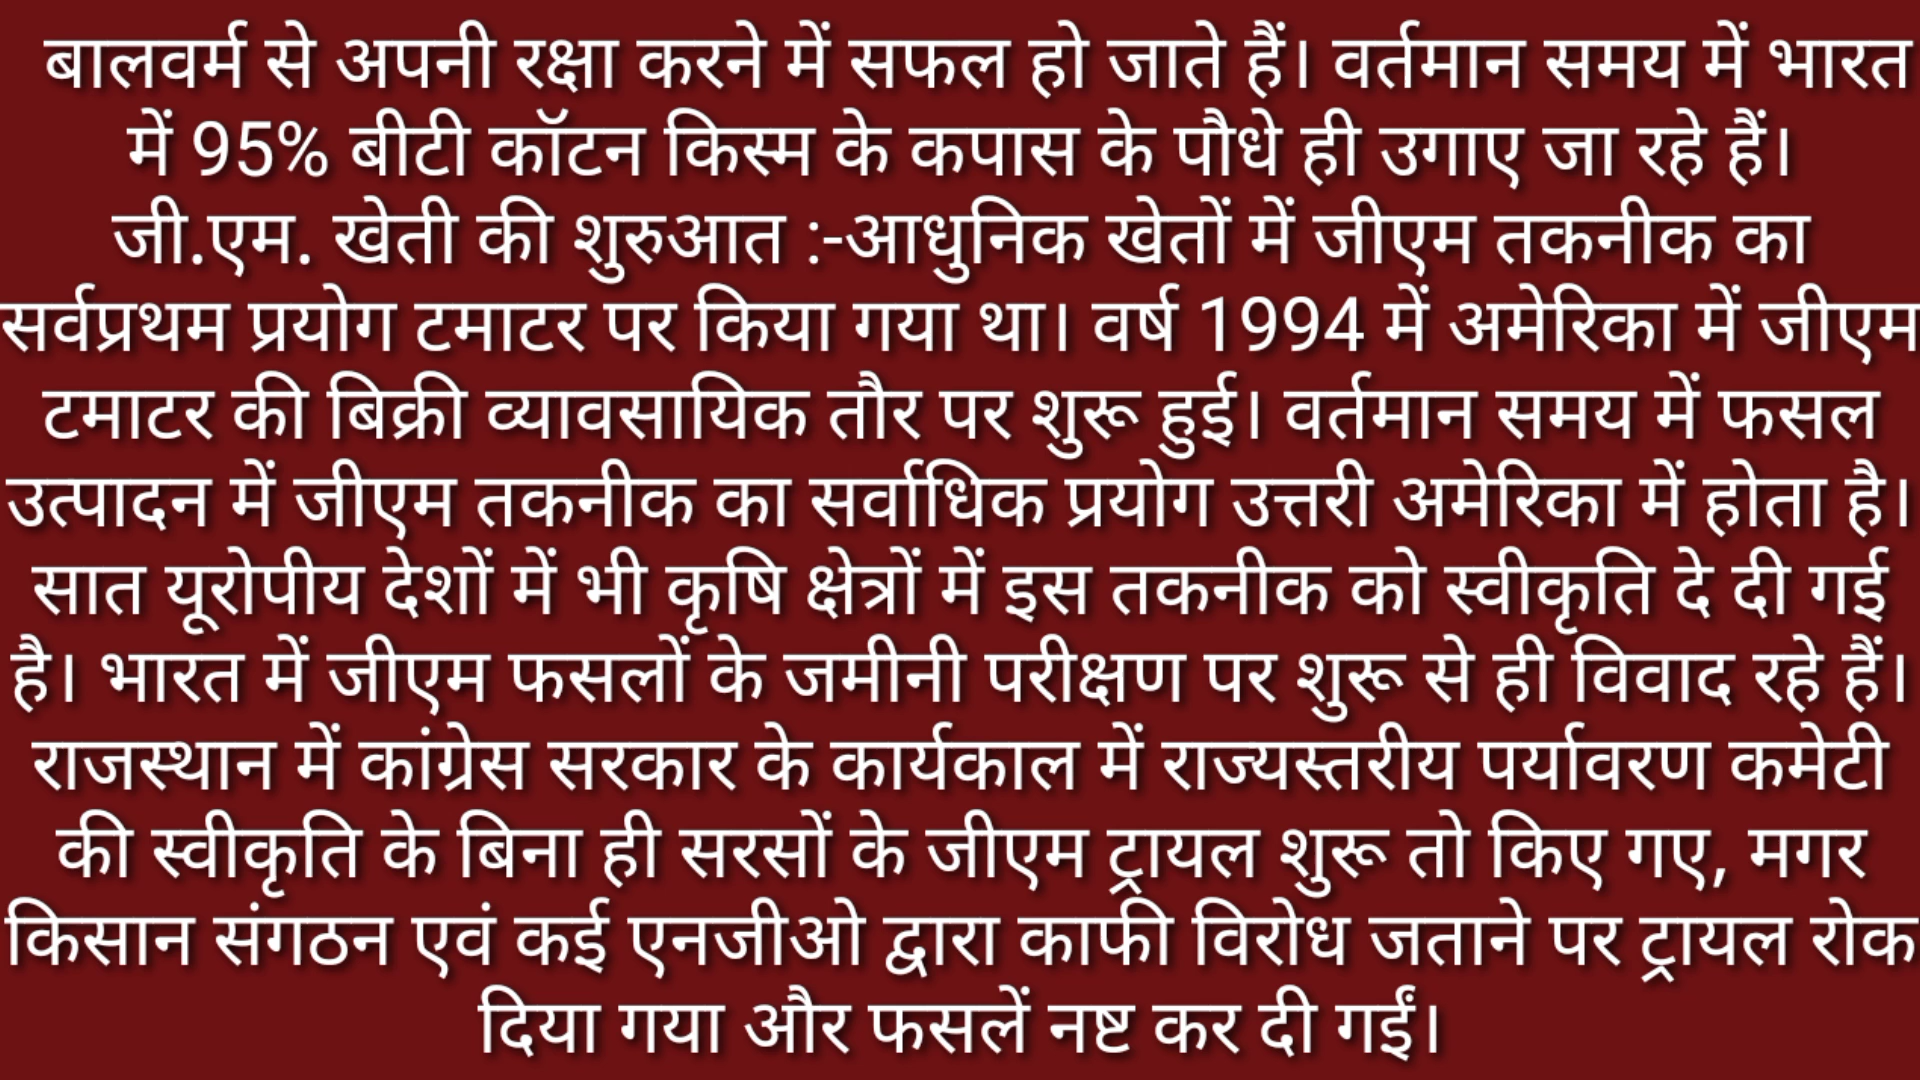 बालवर्म से अपनी रक्षा करने में सफल हो जाते हैं। वर्तमान समय में भारत
में 95% बीटी कॉटन किस्म के कपास के पौधे ही उगाए जा रहे हैं।
जी.एम. खेती की शुरुआत :-आधुनिक खेतों में जीएम तकनीक का
सर्वप्रथम प्रयोग टमाटर पर किया गया था। वर्ष 1994 में अमेरिका में जीएम
टमाटर की बिक्री व्यावसायिक तौर पर शुरू हुई। वर्तमान समय में फसल
उत्पादन में जीएम तकनीक का सर्वाधिक प्रयोग उत्तरी अमेरिका में होता है।
सात यूरोपीय देशों में भी कृषि क्षेत्रों में इस तकनीक को स्वीकृति दे दी गई
है। भारत में जीएम फसलों के जमीनी परीक्षण पर शुरू से ही विवाद रहे हैं।
राजस्थान में कांग्रेस सरकार के कार्यकाल में राज्यस्तरीय पर्यावरण कमेटी
की स्वीकृति के बिना ही सरसों के जीएम ट्रायल शुरू तो किए गए, मगर
किसान संगठन एवं कई एनजीओ द्वारा काफी विरोध जताने पर ट्रायल रोक
दिया गया और फसलें नष्ट कर दी गईं।